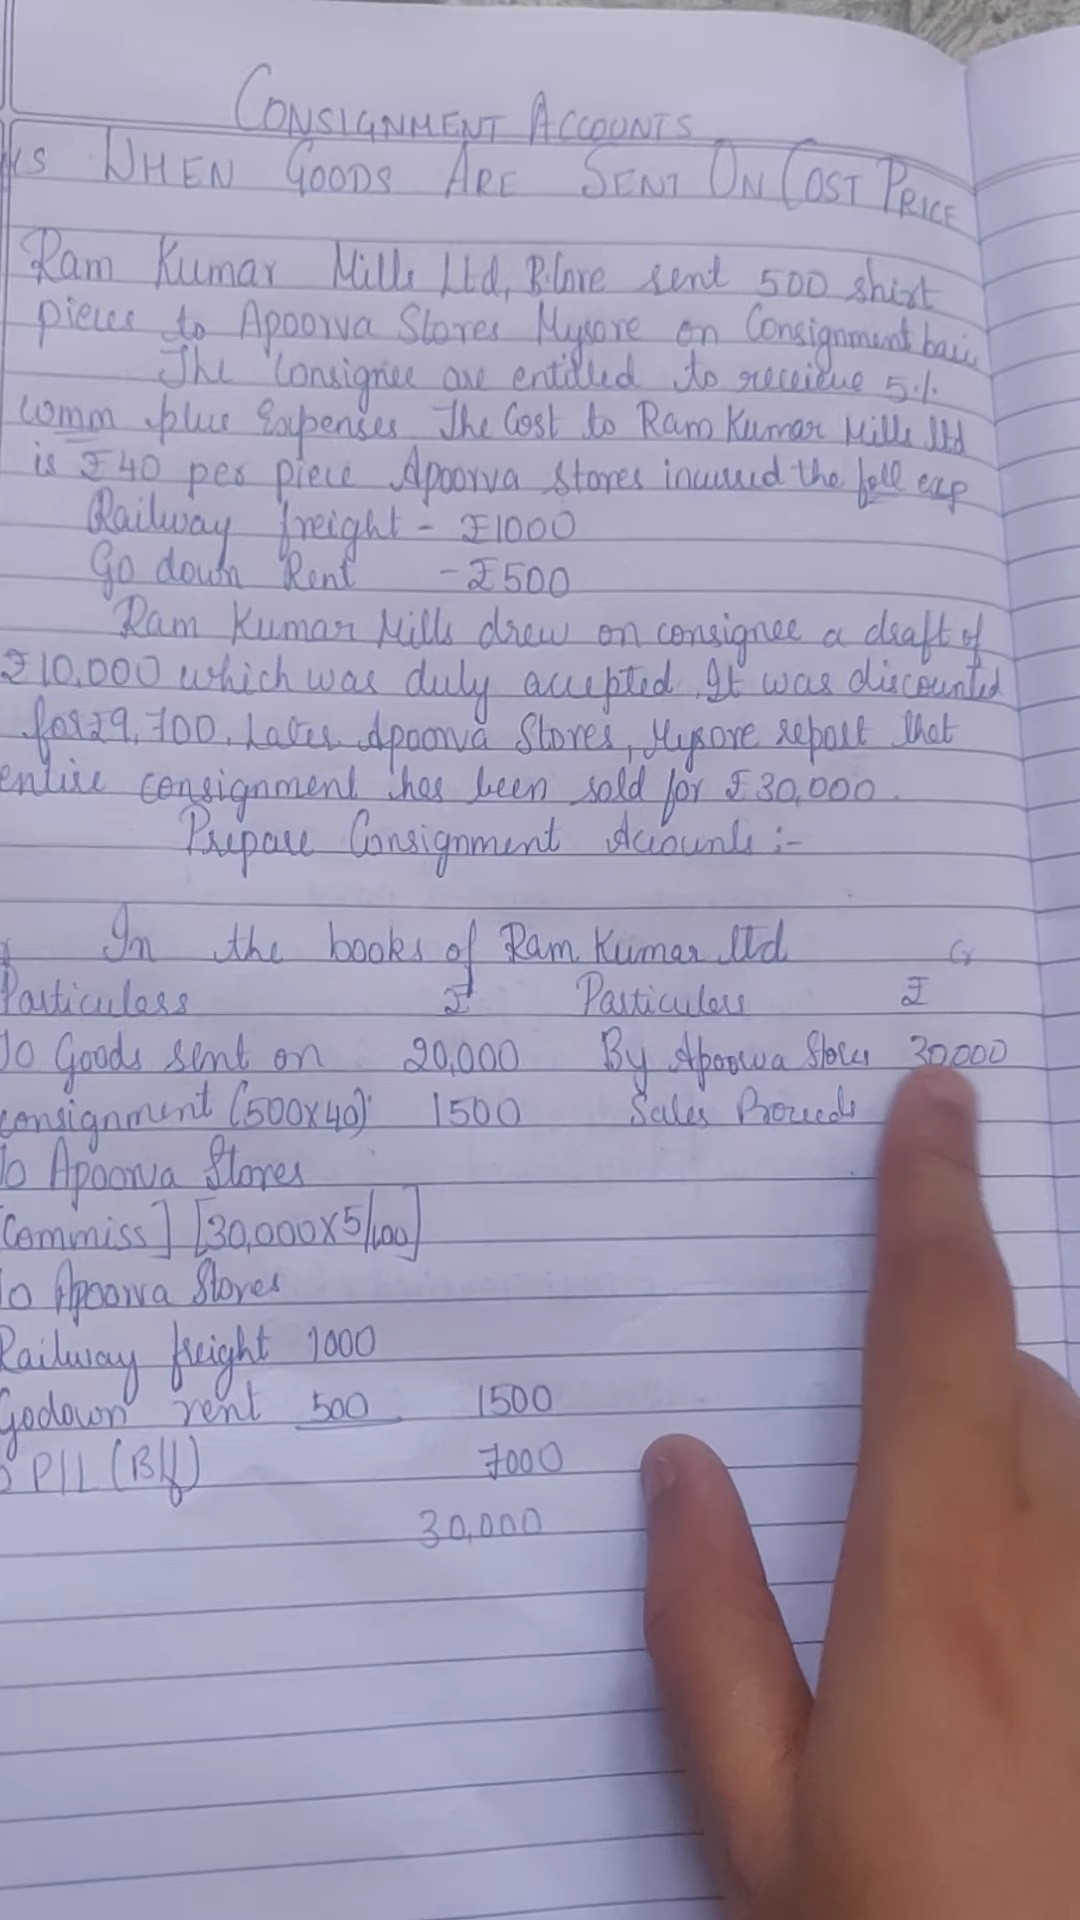 CONSIGNMENT ACCOUNTS
KS WHEN GOODS ARE SENT ON COST PRICE
Ram Kumar Mills Ltd, B.lore sent 500 shirt
pieces to Apoorva Stores Mysore on Consignment basis
The Consignee are entitled to receieve 5%
comm plus Expenses The Cost to Ram Kumar Mills ltd
is ₹40 per piece Apoorva Stores incurred the foll exp
Railway freight - ₹1000
Go down Rent - ₹500
Ram Kumar Mills drew on consignee a draft of
₹10,000 which was duly accepted. It was discounted
for ₹9,700. Later Apoorva Stores, Mysore report that
entire consignment has been sold for ₹30,000.
Prepare Consignment Accounts :-
In the books of Ram Kumar ltd Cr
Particulars ₹ Particulars ₹
To Goods sent on 20,000 By Apoorva Stores 30,000
consignment (500x40) 1500 Sales Proceeds
To Apoorva Stores
Commiss] [30,000x5/100]
To Apoorva Stores
Railway freight 1000
Godown rent 500 1500
o P/L (B/f) 7000
30,000